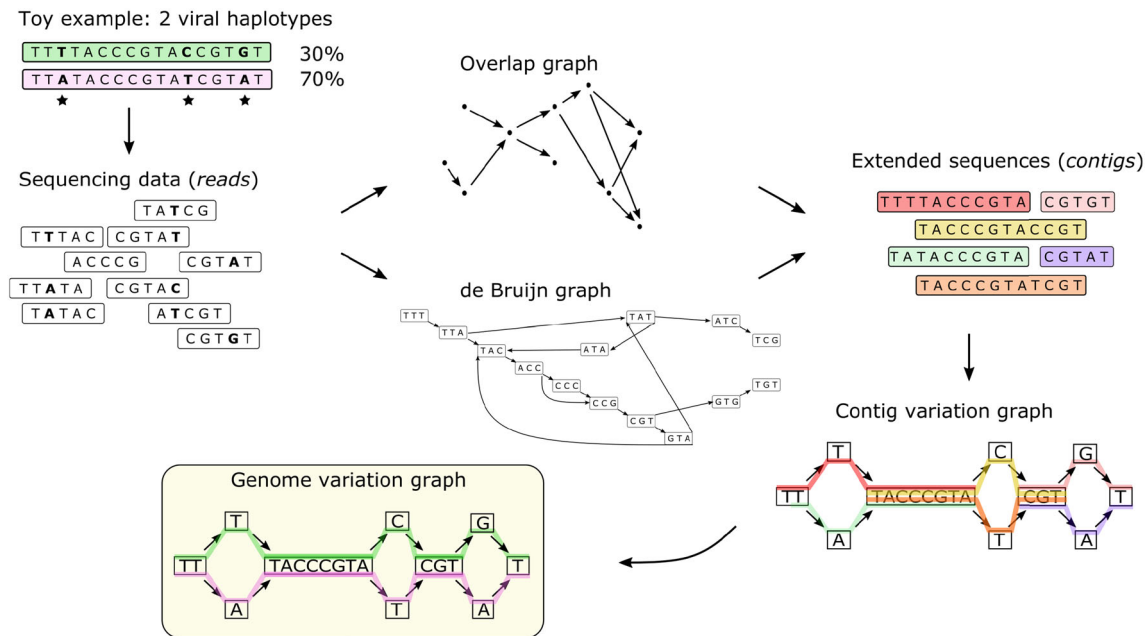 Toy example: 2 viral haplotypes
TTTTACCCGTACCGTGT 30%
TTATACCCGTATCGTAT 70%
Sequencing data (reads)
TATCG
TTTAC CGTAT
ACCCG CGTAT
TTATA CGTAC
TATAC ATCGT
CGTGT
Overlap graph
de Bruijn graph
TTT
TTA
TAT
ATC
TCG
TAC
ATA
ACC
CCC
CCG
CGT
GTA
GTG
TGT
Extended sequences (contigs)
TTTTACCCGTA CGTGT
TACCCGTACCGT
TATACCCGTA CGTAT
TACCCGTATCGT
Contig variation graph
T C G
TT TACCCGTA CGT T
A T A
Genome variation graph
T C G
TT TACCCGTA CGT T
A T A